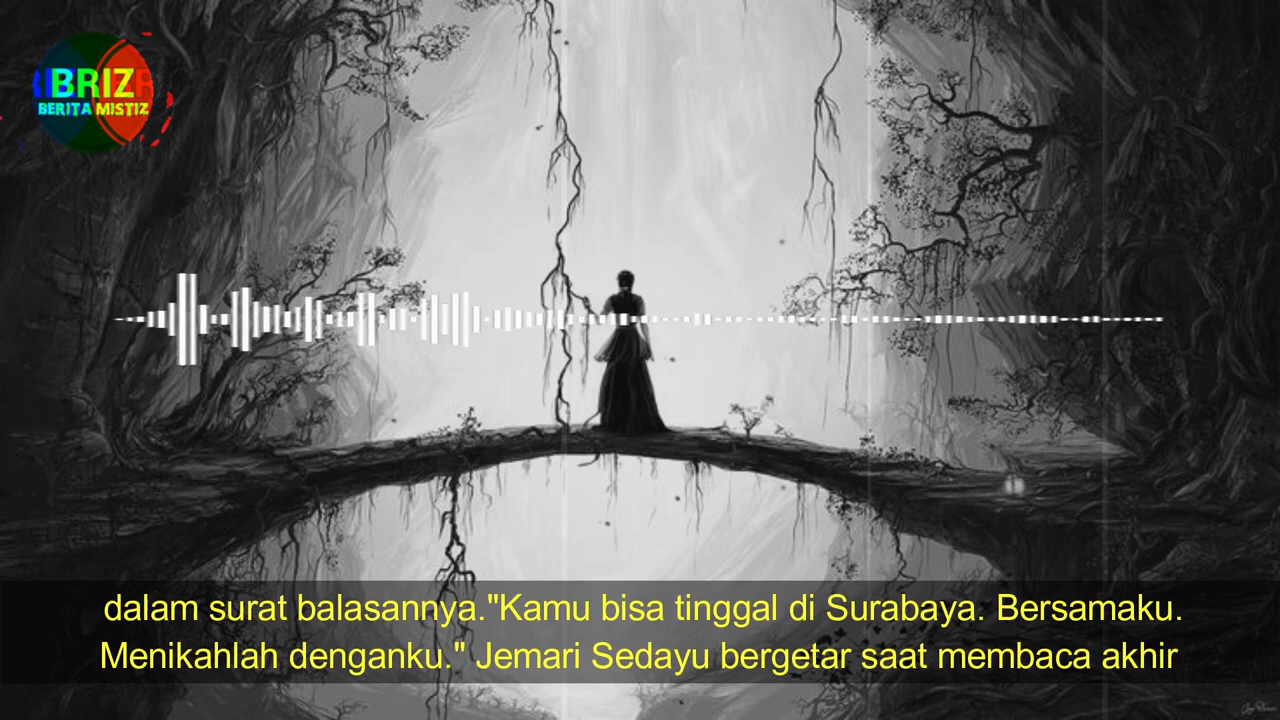 BRIZ
BERITA MISTIZ
dalam surat balasannya."Kamu bisa tinggal di Surabaya. Bersamaku.
Menikahlah denganku." Jemari Sedayu bergetar saat membaca akhir